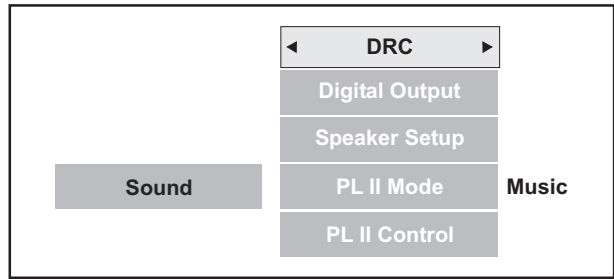 ◄ DRC ►
Digital Output
Speaker Setup
Sound PL II Mode Music
PL II Control